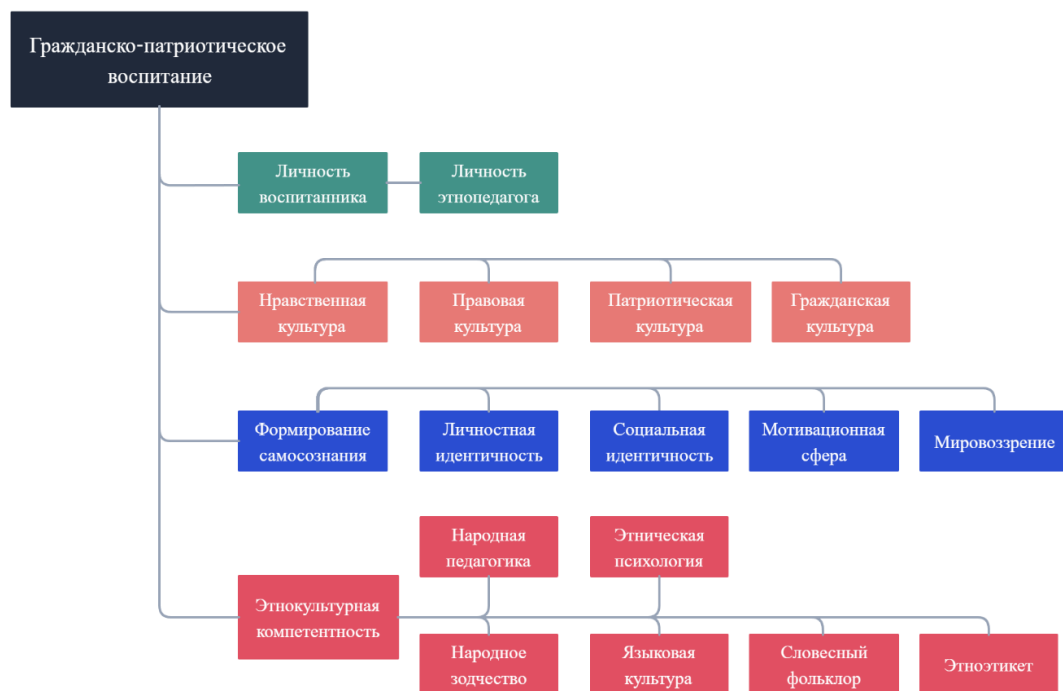 Гражданско-патриотическое
воспитание
Личность
воспитанника
Личность
этнопедагога
Нравственная
культура
Правовая
культура
Патриотическая
культура
Гражданская
культура
Формирование
самосознания
Личностная
идентичность
Социальная
идентичность
Мотивационная
сфера
Мировоззрение
Народная
педагогика
Этническая
психология
Этнокультурная
компетентность
Народное
зодчество
Языковая
культура
Словесный
фольклор
Этноэтикет